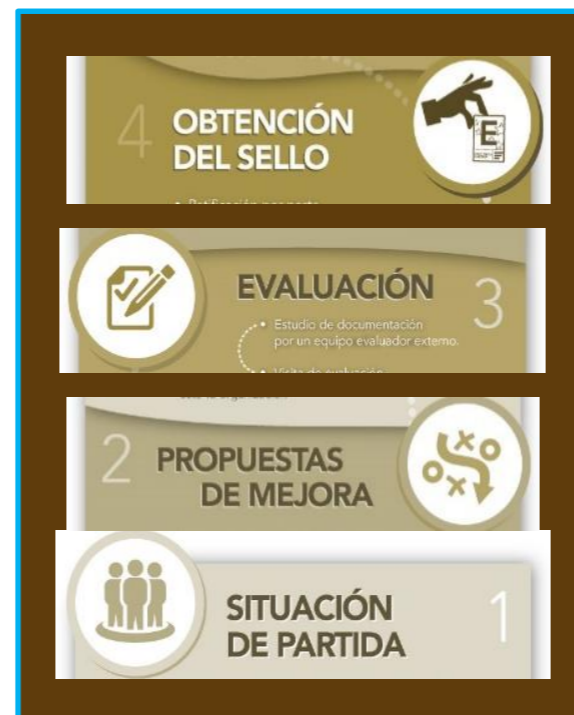 4
OBTENCIÓN
DEL SELLO
E
EVALUACIÓN
3
• Estudio de documentación
por un equipo evaluador externo.
2
PROPUESTAS
DE MEJORA
SITUACIÓN
DE PARTIDA
1